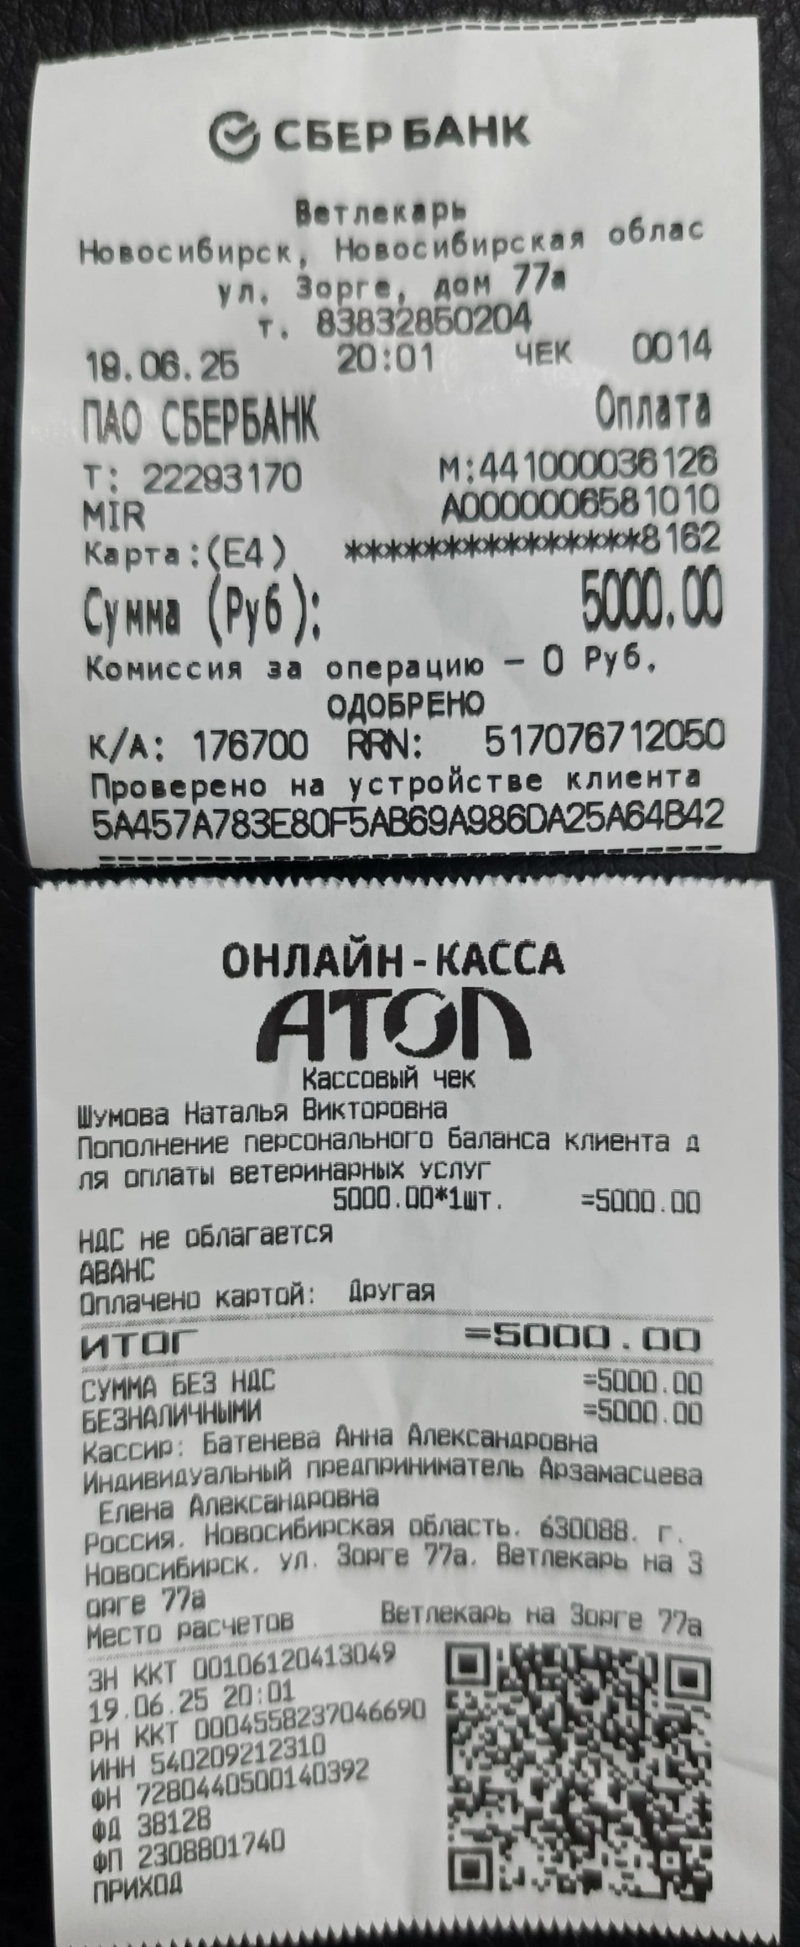 СБЕР БАНК
Ветлекарь
Новосибирск, Новосибирская облас
ул. Зорге, дом 77а
т. 83832850204
19.06.25 20:01 ЧЕК 0014
ПАО СБЕРБАНК Оплата
Т: 22293170 М:441000036126
MIR A0000006581010
Карта:(E4) ****************8162
Сумма (Руб): 5000.00
Комиссия за операцию – 0 Руб.
ОДОБРЕНО
К/А: 176700 RRN: 517076712050
Проверено на устройстве клиента
5A457A783E80F5AB69A986DA25A64B42
ОНЛАЙН-КАССА
АТОЛ
Кассовый чек
Шумова Наталья Викторовна
Пополнение персонального баланса клиента д
ля оплаты ветеринарных услуг
5000.00*1шт. =5000.00
НДС не облагается
АВАНС
Оплачено картой: Другая
ИТОГ =5000.00
СУММА БЕЗ НДС =5000.00
БЕЗНАЛИЧНЫМИ =5000.00
Кассир: Батенева Анна Александровна
Индивидуальный предприниматель Арзамасцева
Елена Александровна
Россия, Новосибирская область, 630088, г.
Новосибирск, ул. Зорге 77а, Ветлекарь на З
орге 77а
Место расчетов Ветлекарь на Зорге 77а
ЗН ККТ 00106120413049
19.06.25 20:01
РН ККТ 0004558237046690
ИНН 540209212310
ФН 7280440500140392
ФД 38128
ФП 2308801740
ПРИХОД